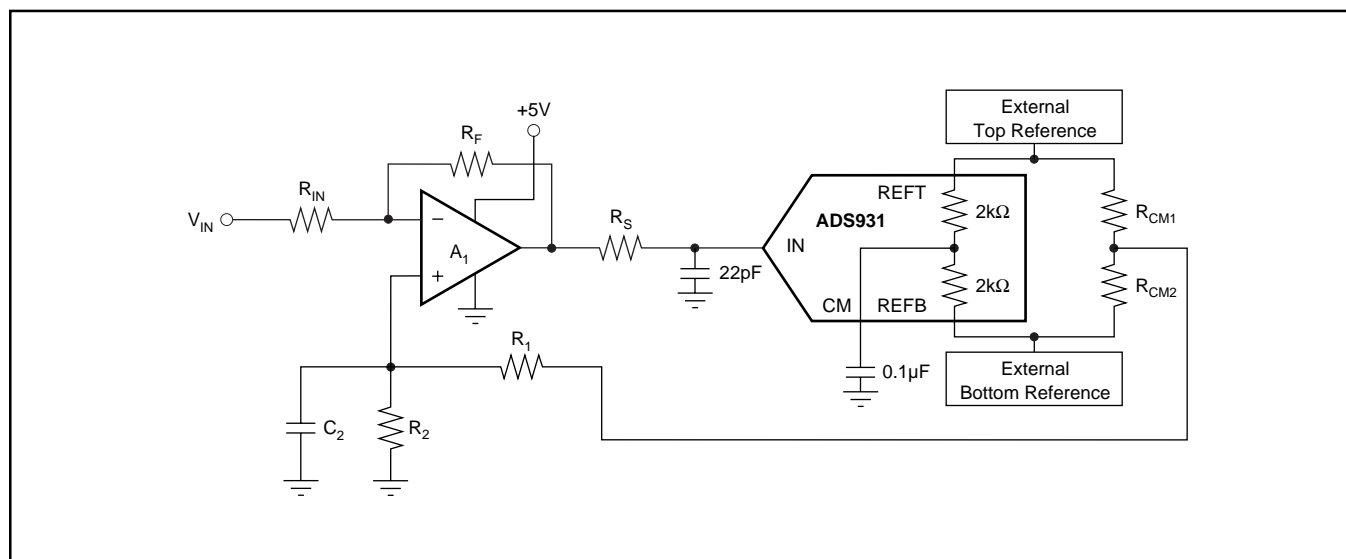 +5V
R_F
R_IN
V_IN
−
A_1
+
R_S
22pF
IN
ADS931
REFT
2kΩ
2kΩ
CM
REFB
0.1µF
External
Top Reference
R_CM1
R_CM2
External
Bottom Reference
R_1
C_2
R_2